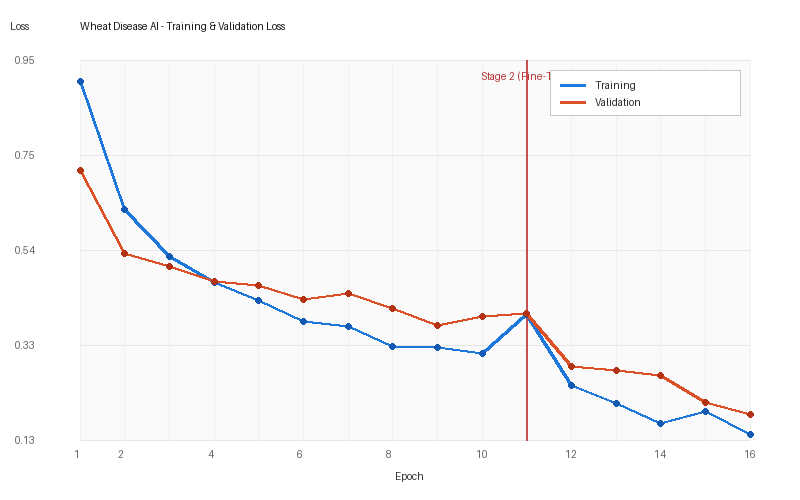 Loss
Wheat Disease AI - Training & Validation Loss
0.95
Stage 2 (Fine-T
Training
Validation
0.75
0.54
0.33
0.13
1 2 4 6 8 10 12 14 16
Epoch